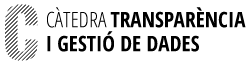 CÀTEDRA TRANSPARÈNCIA
I GESTIÓ DE DADES